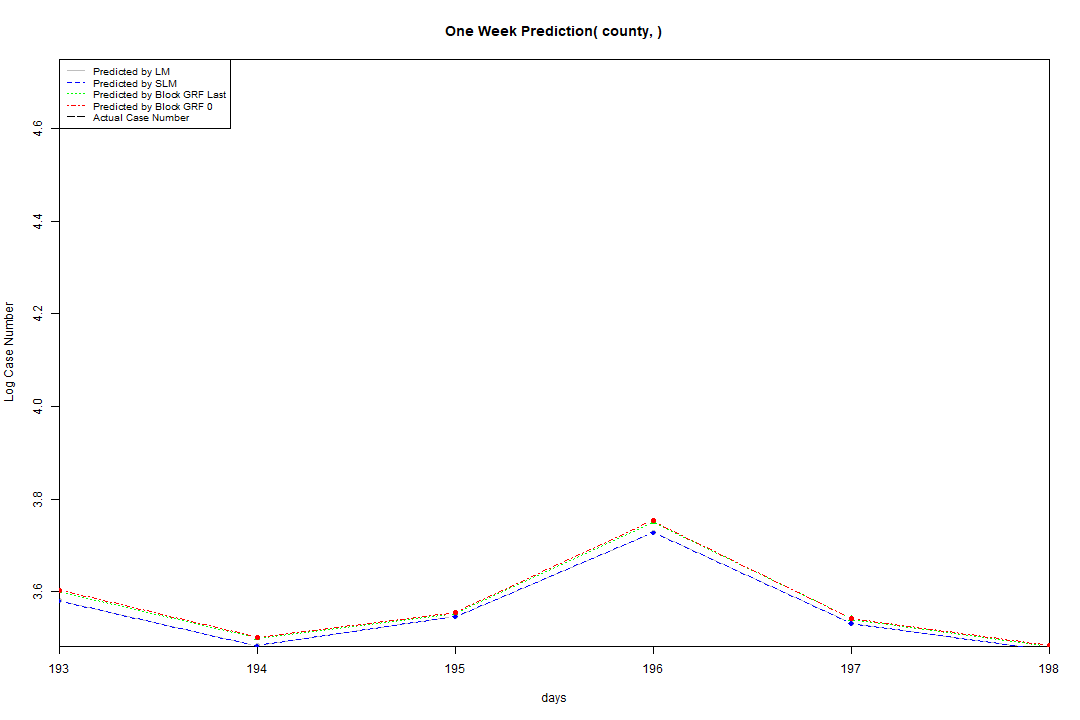 One Week Prediction( county, )
Predicted by LM
Predicted by SLM
Predicted by Block GRF Last
Predicted by Block GRF 0
Actual Case Number
4.6
4.4
4.2
4.0
3.8
3.6
Log Case Number
193 194 195 196 197 198
days